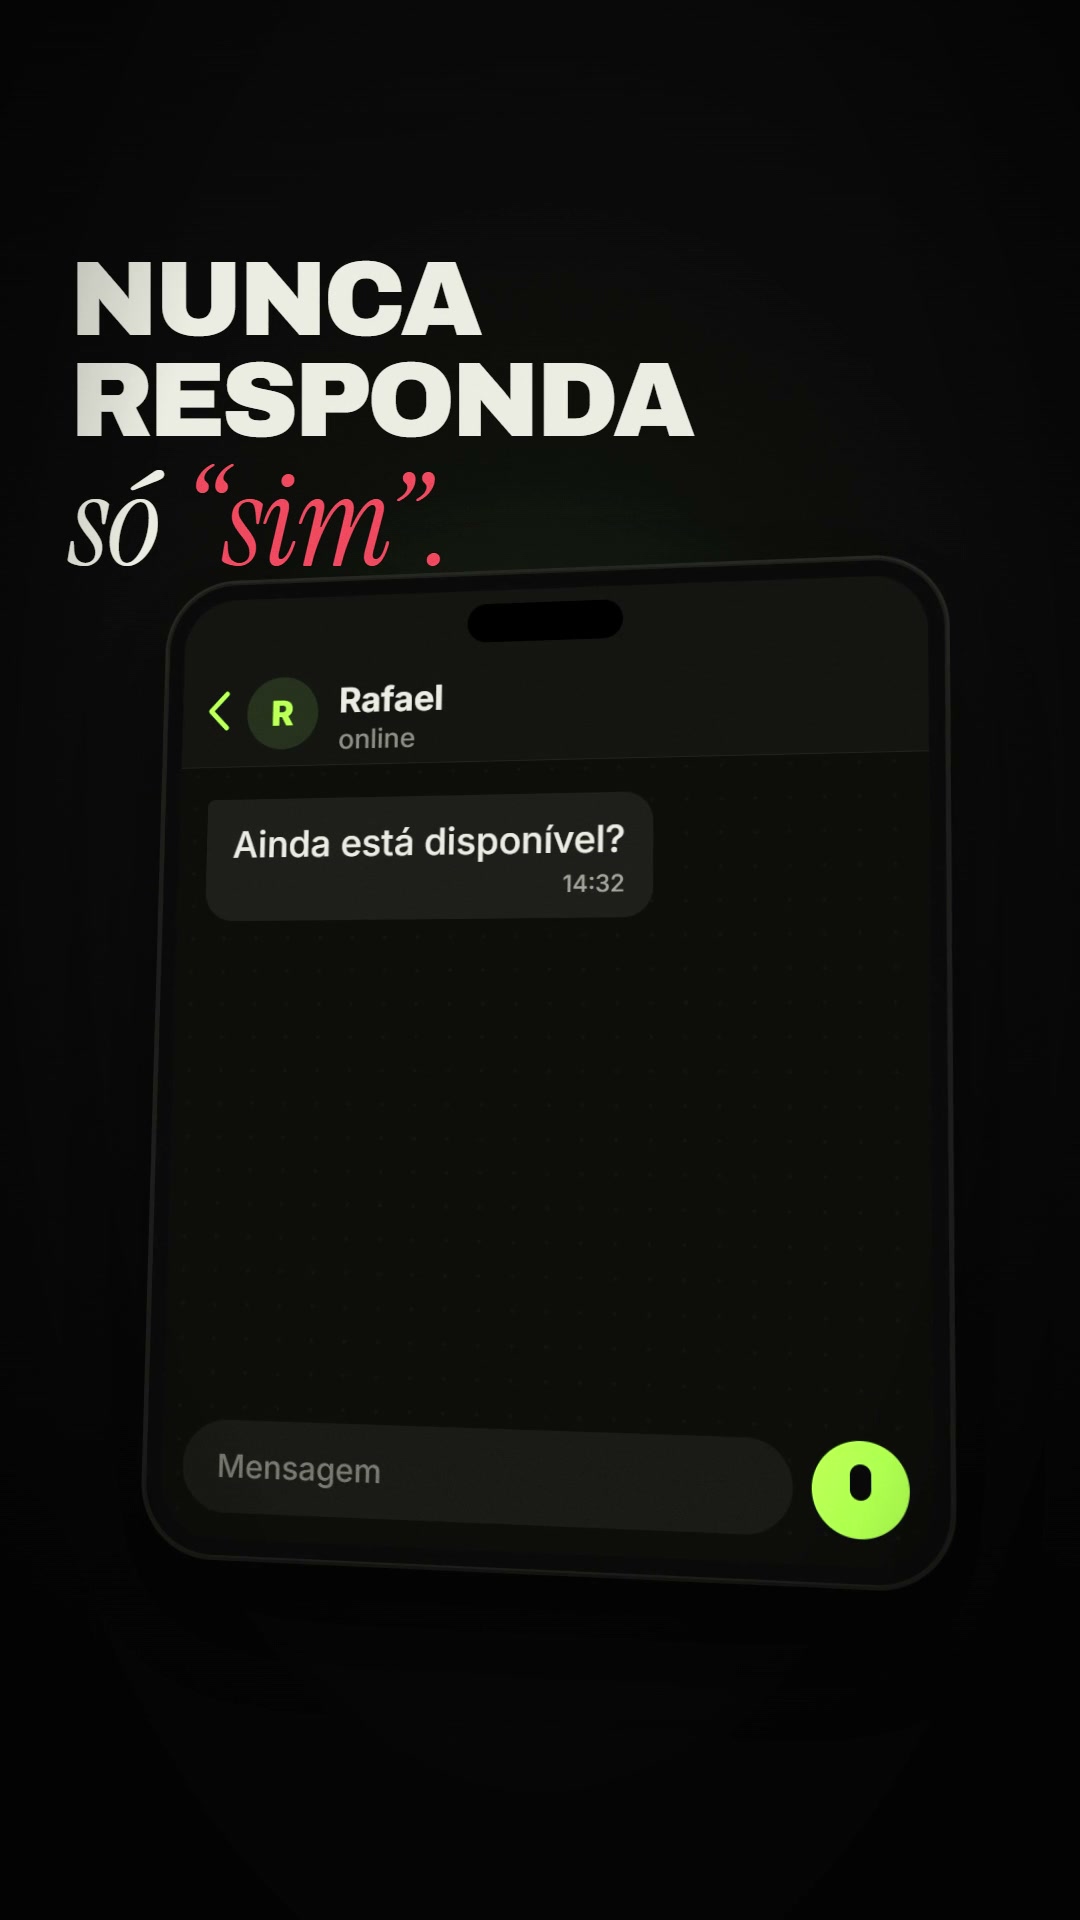 NUNCA
RESPONDA
só “sim”.
R
Rafael
online
Ainda está disponível?
14:32
Mensagem